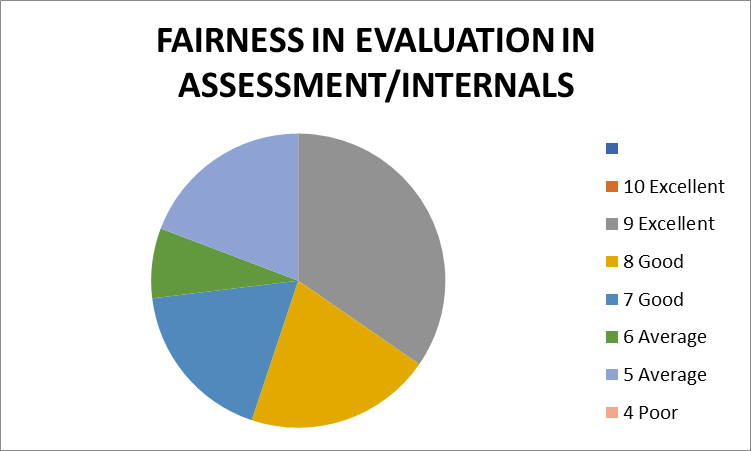 FAIRNESS IN EVALUATION IN
ASSESSMENT/INTERNALS
10 Excellent
9 Excellent
8 Good
7 Good
6 Average
5 Average
4 Poor